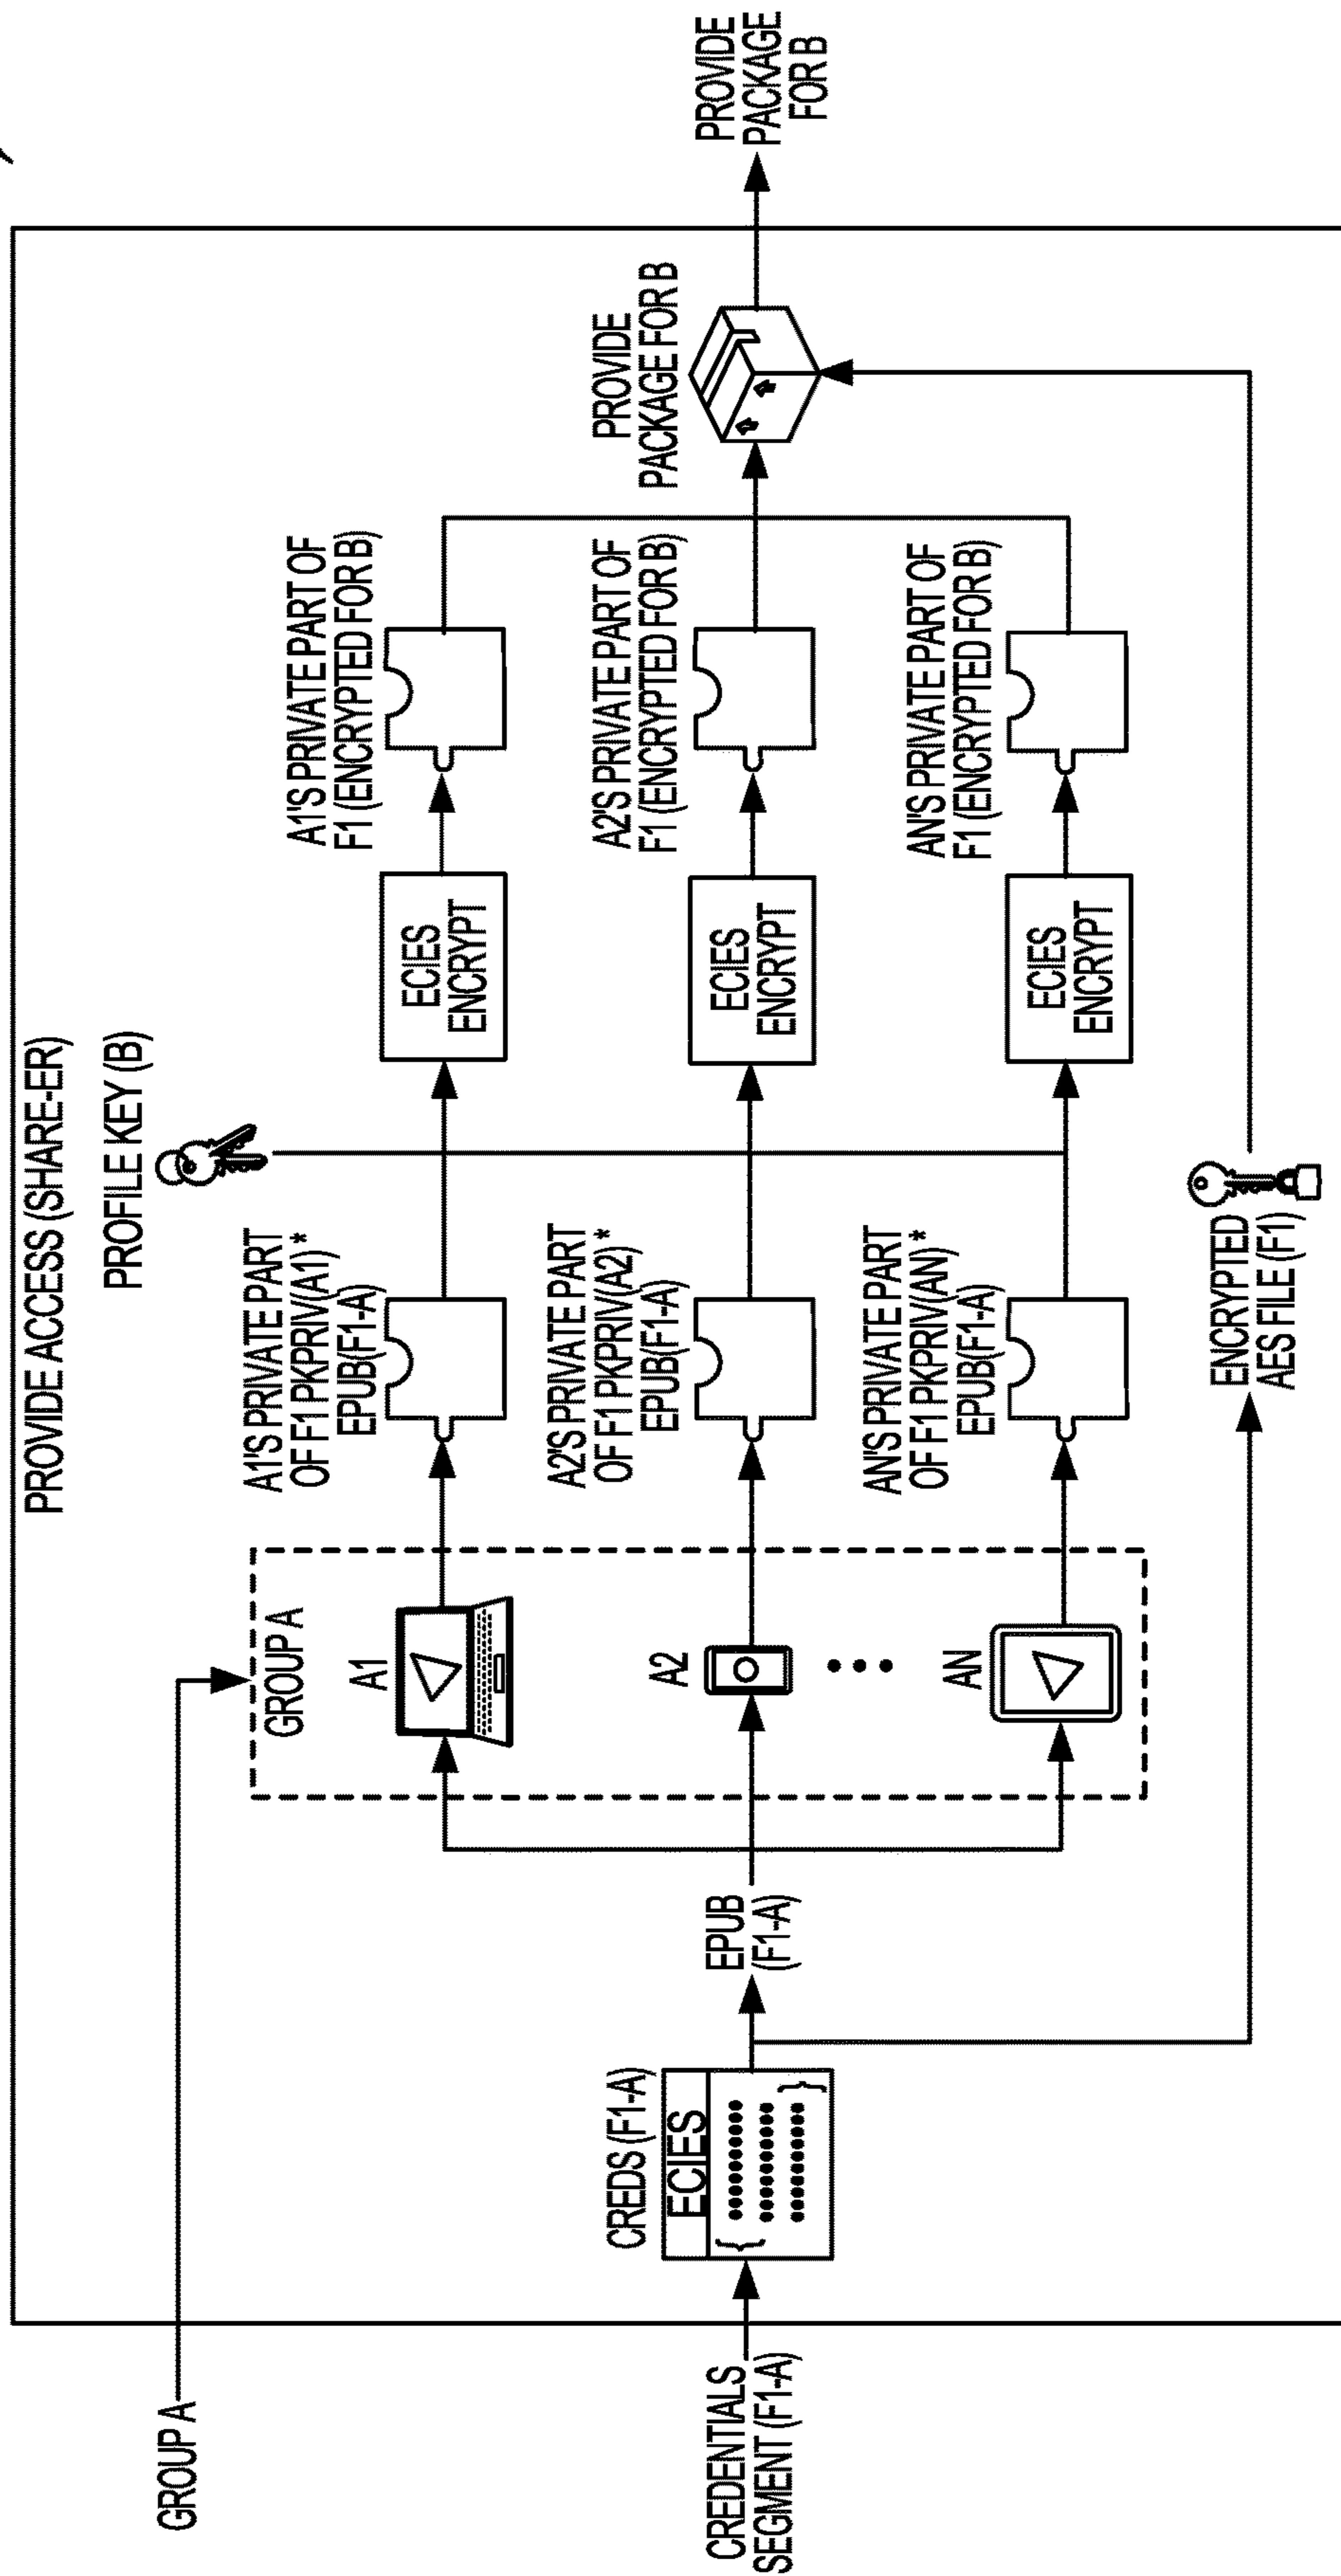 PROVIDE ACCESS (SHARE-ER)
GROUP A
CREDENTIALS
SEGMENT (F1-A)
CREDS (F1-A)
ECIES
{
}
EPUB
(F1-A)
GROUP A
A1
A2
AN
A1'S PRIVATE PART
OF F1 PKPRIV(A1) *
EPUB(F1-A)
A2'S PRIVATE PART
OF F1 PKPRIV(A2) *
EPUB(F1-A)
AN'S PRIVATE PART
OF F1 PKPRIV(AN) *
EPUB(F1-A)
PROFILE KEY (B)
ENCRYPTED
AES FILE (F1)
ECIES
ENCRYPT
ECIES
ENCRYPT
ECIES
ENCRYPT
A1'S PRIVATE PART OF
F1 (ENCRYPTED FOR B)
A2'S PRIVATE PART OF
F1 (ENCRYPTED FOR B)
AN'S PRIVATE PART OF
F1 (ENCRYPTED FOR B)
PROVIDE
PACKAGE FOR B
PROVIDE
PACKAGE
FOR B